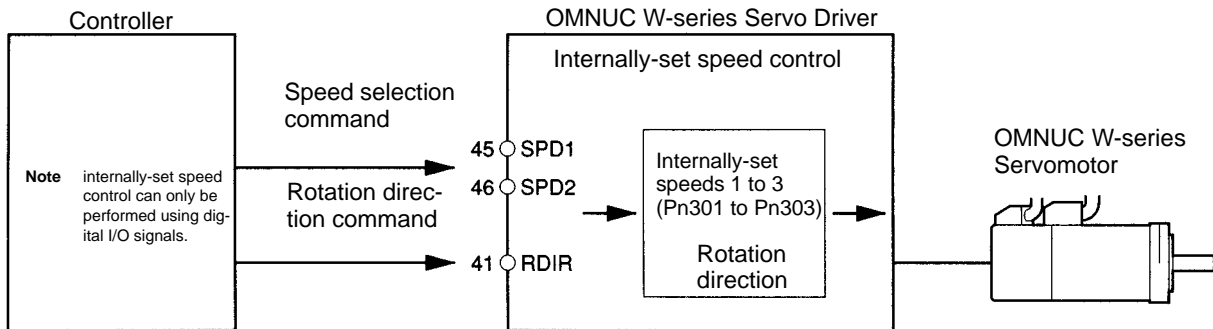 Controller
OMNUC W-series Servo Driver
Internally-set speed control
Speed selection
command
45 SPD1
46 SPD2
Note internally-set speed
control can only be
performed using dig-
ital I/O signals.
Rotation direc-
tion command
41 RDIR
Internally-set
speeds 1 to 3
(Pn301 to Pn303)
Rotation
direction
OMNUC W-series
Servomotor